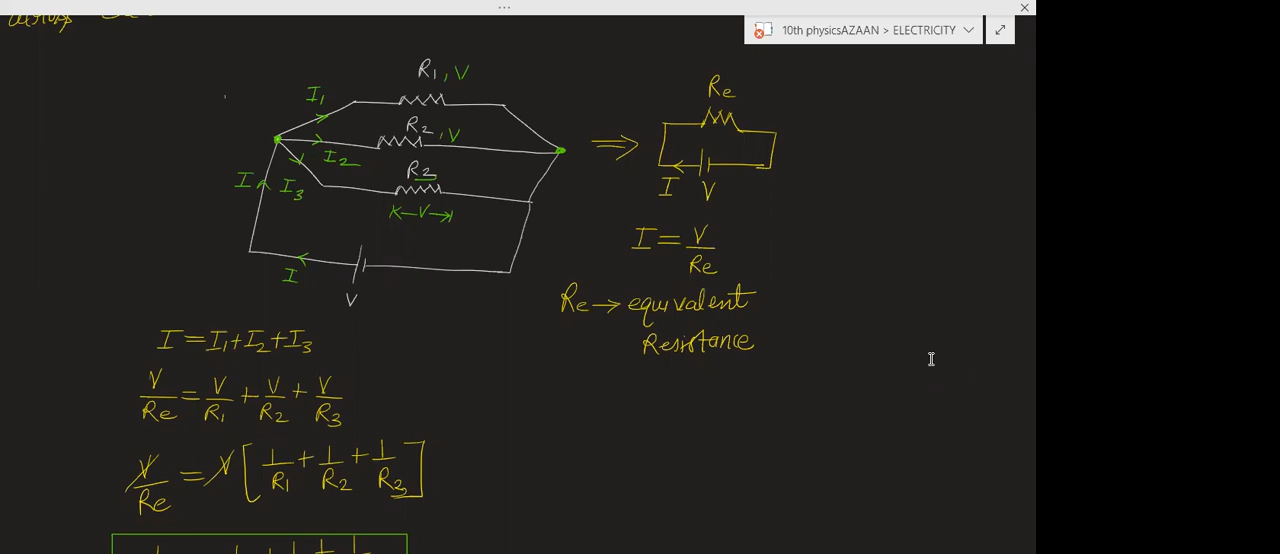 10th physicsAZAAN > ELECTRICITY
R1, V
I1
R2, V
I2
R2
I
I3
V
I
V
Re
I
V
I = V/Re
Re → equivalent
Resistance
I = I1 + I2 + I3
V/Re = V/R1 + V/R2 + V/R3
V/Re = V [1/R1 + 1/R2 + 1/R3]